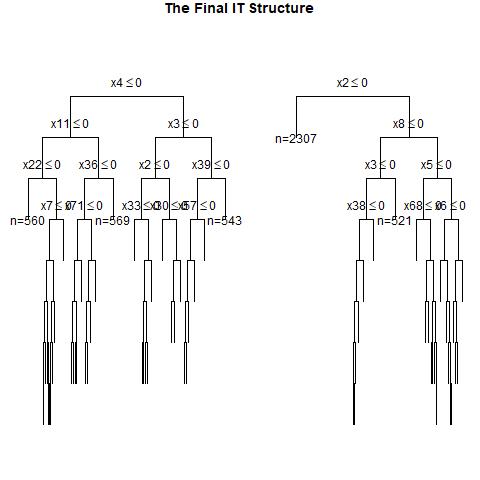 The Final IT Structure
x4 ≤ 0 x2 ≤ 0
x11 ≤ 0 x3 ≤ 0 x8 ≤ 0
n=2307
x22 ≤ 0 x36 ≤ 0 x2 ≤ 0 x39 ≤ 0 x3 ≤ 0 x5 ≤ 0
x7 ≤ 0 x71 ≤ 0 x33 ≤ 0 x30 ≤ 0 x57 ≤ 0 x38 ≤ 0 x68 ≤ 0 ≤ 0
n=560 n=569 n=543 n=521